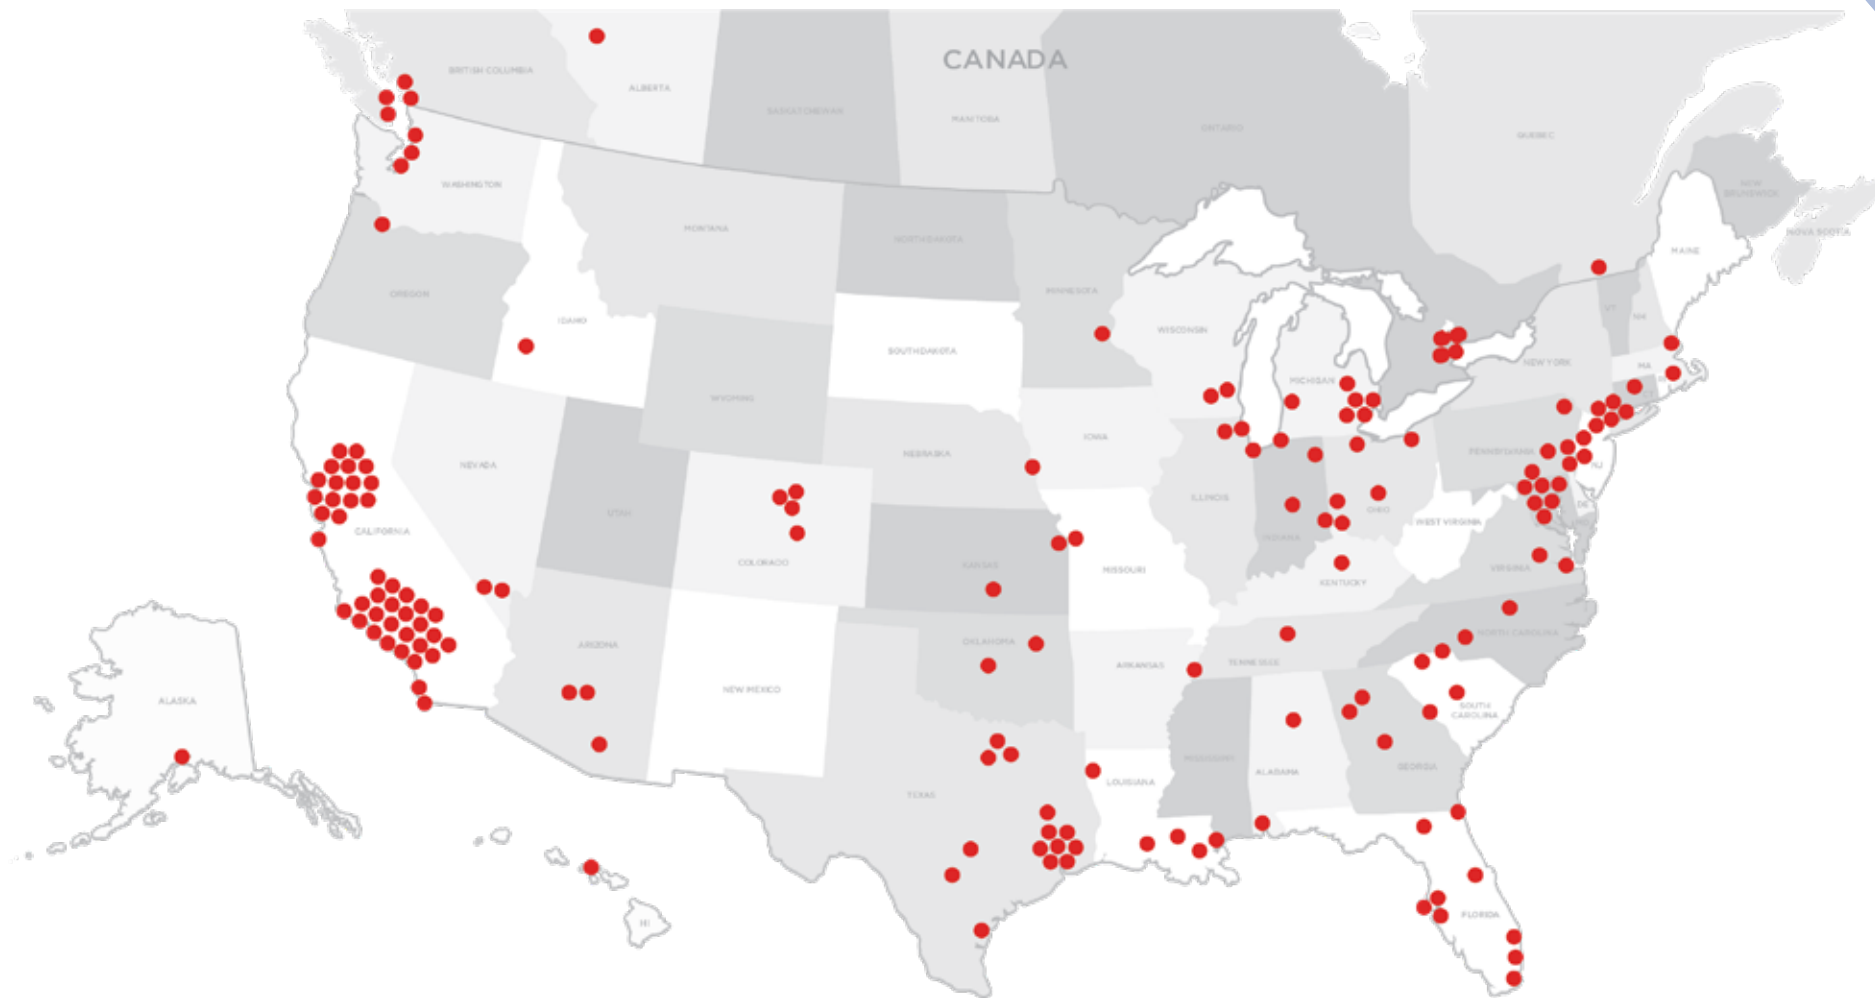 CANADA
BRITISH COLUMBIA
ALBERTA
SASKATCHEWAN
MANITOBA
ONTARIO
QUEBEC
NEW
BRUNSWICK
NOVA SCOTIA
WASHINGTON
MONTANA
NORTH DAKOTA
MINNESOTA
MAINE
OREGON
IDAHO
SOUTH DAKOTA
WISCONSIN
VT
NH
NEW YORK
MICHIGAN
MA
WYOMING
CT
IOWA
NEVADA
NEBRASKA
PENNSYLVANIA
NJ
UTAH
ILLINOIS
OHIO
DE
CALIFORNIA
INDIANA
WEST VIRGINIA
COLORADO
KANSAS
MISSOURI
KENTUCKY
VIRGINIA
ARIZONA
OKLAHOMA
NORTH CAROLINA
ARKANSAS
TENNESSEE
NEW MEXICO
ALASKA
SOUTH
CAROLINA
MISSISSIPPI
ALABAMA
GEORGIA
LOUISIANA
TEXAS
HI
FLORIDA